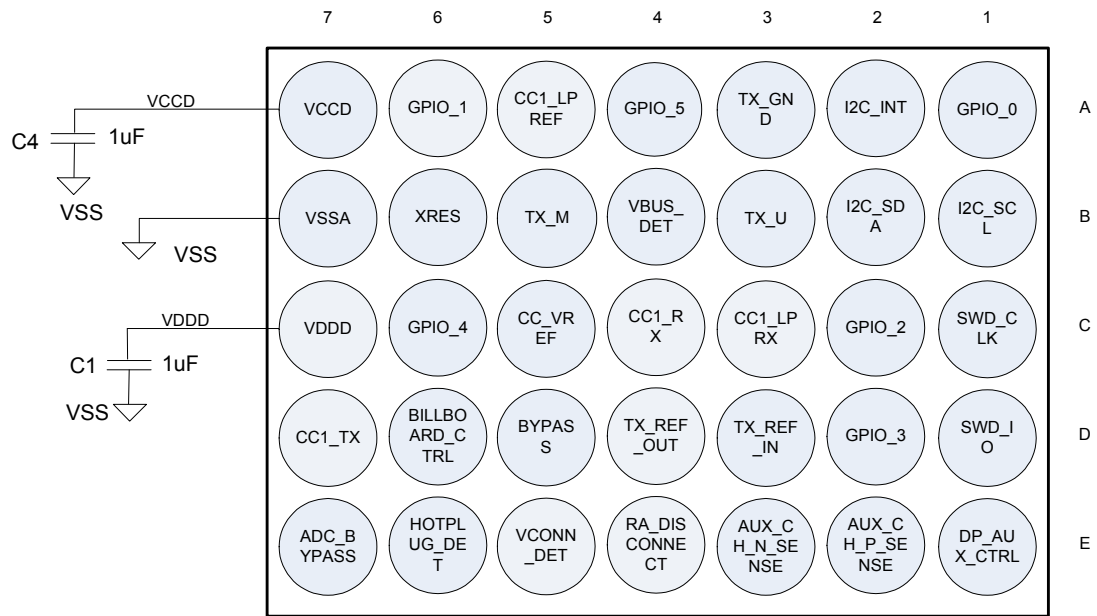 7 6 5 4 3 2 1
VCCD
C4
1uF
VSS
VCCD
GPIO_1
CC1_LP
REF
GPIO_5
TX_GN
D
I2C_INT
GPIO_0
A
VSS
VSSA
XRES
TX_M
VBUS_
DET
TX_U
I2C_SD
A
I2C_SC
L
B
VDDD
C1
1uF
VSS
VDDD
GPIO_4
CC_VR
EF
CC1_R
X
CC1_LP
RX
GPIO_2
SWD_C
LK
C
CC1_TX
BILLBO
ARD_C
TRL
BYPAS
S
TX_REF
_OUT
TX_REF
_IN
GPIO_3
SWD_I
O
D
ADC_B
YPASS
HOTPL
UG_DE
T
VCONN
_DET
RA_DIS
CONNE
CT
AUX_C
H_N_SE
NSE
AUX_C
H_P_SE
NSE
DP_AU
X_CTRL
E